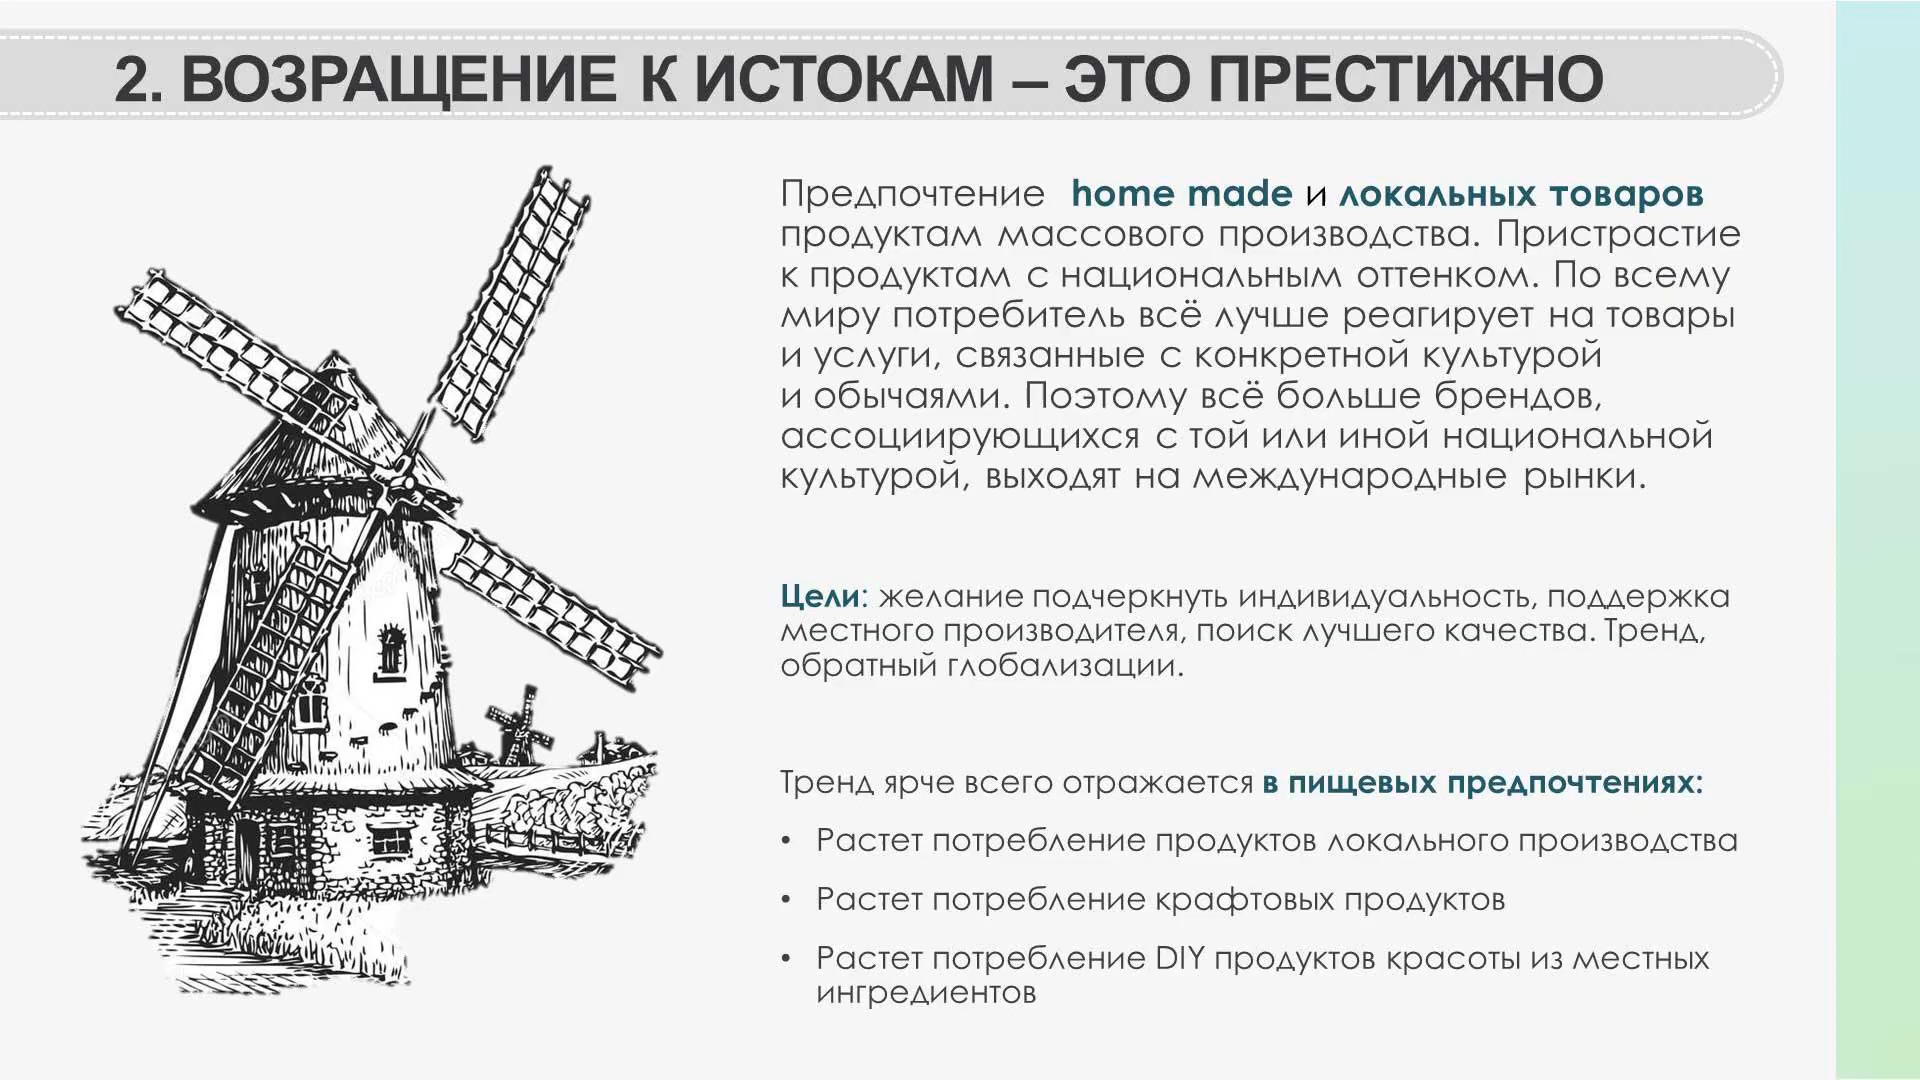 2. ВОЗРАЩЕНИЕ К ИСТОКАМ – ЭТО ПРЕСТИЖНО
Предпочтение home made и локальных товаров
продуктам массового производства. Пристрастие
к продуктам с национальным оттенком. По всему
миру потребитель всё лучше реагирует на товары
и услуги, связанные с конкретной культурой
и обычаями. Поэтому всё больше брендов,
ассоциирующихся с той или иной национальной
культурой, выходят на международные рынки.
Цели: желание подчеркнуть индивидуальность, поддержка
местного производителя, поиск лучшего качества. Тренд,
обратный глобализации.
Тренд ярче всего отражается в пищевых предпочтениях:
• Растет потребление продуктов локального производства
• Растет потребление крафтовых продуктов
• Растет потребление DIY продуктов красоты из местных
ингредиентов